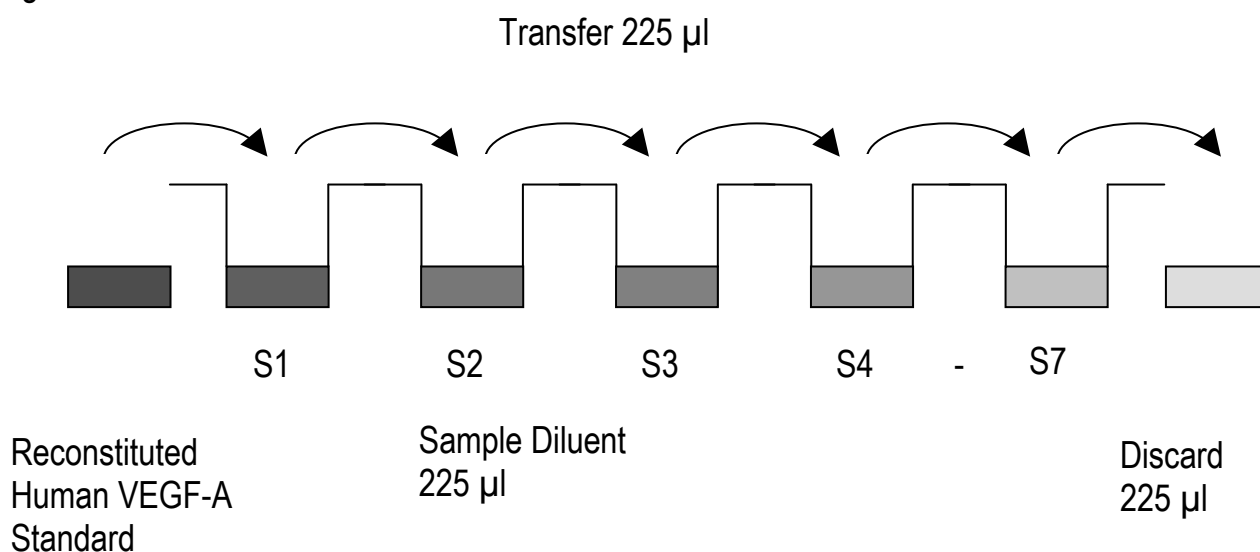 Transfer 225 µl
S1 S2 S3 S4 - S7
Reconstituted
Human VEGF-A
Standard
Sample Diluent
225 µl
Discard
225 µl